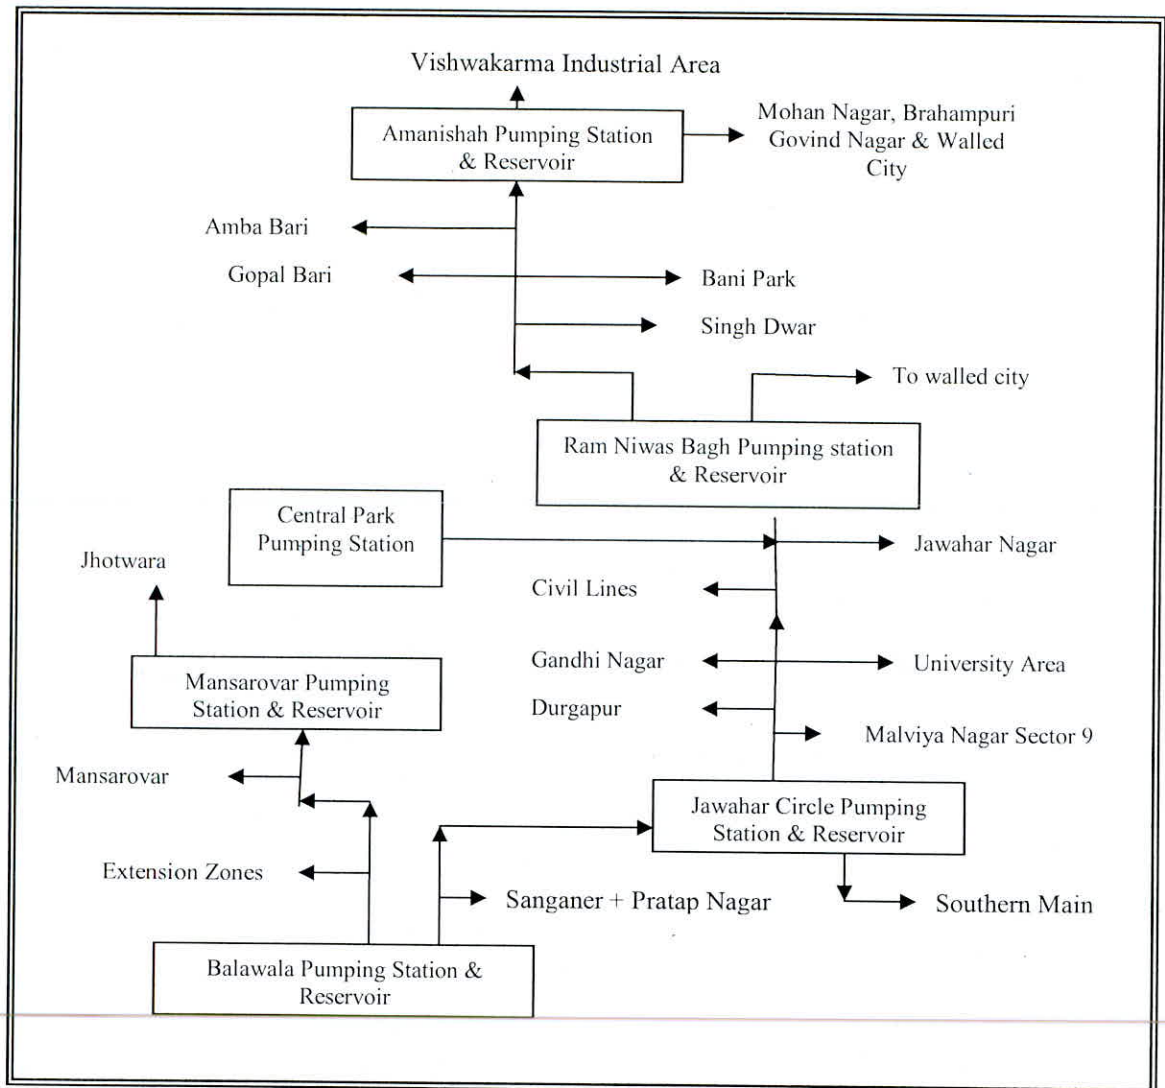 Vishwakarma Industrial Area
Amanishah Pumping Station
& Reservoir
Mohan Nagar, Brahampuri
Govind Nagar & Walled
City
Amba Bari
Gopal Bari
Bani Park
Singh Dwar
To walled city
Ram Niwas Bagh Pumping station
& Reservoir
Central Park
Pumping Station
Jawahar Nagar
Jhotwara
Civil Lines
Gandhi Nagar
University Area
Mansarovar Pumping
Station & Reservoir
Durgapur
Malviya Nagar Sector 9
Mansarovar
Jawahar Circle Pumping
Station & Reservoir
Extension Zones
Sanganer + Pratap Nagar
Southern Main
Balawala Pumping Station &
Reservoir